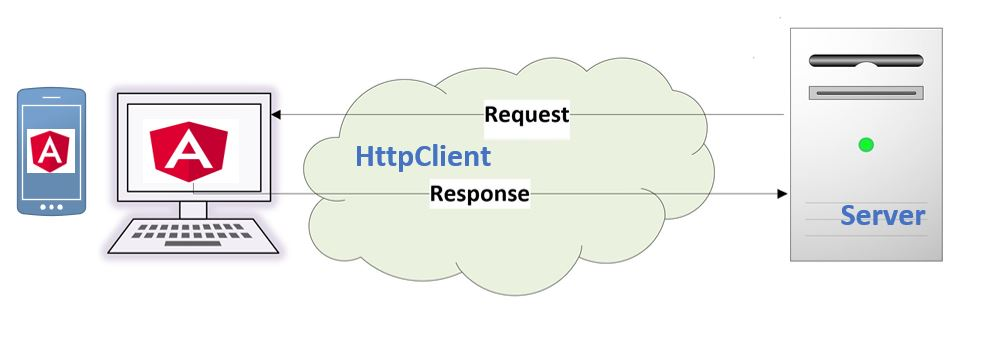 Request
HttpClient
Response
Server
A
A